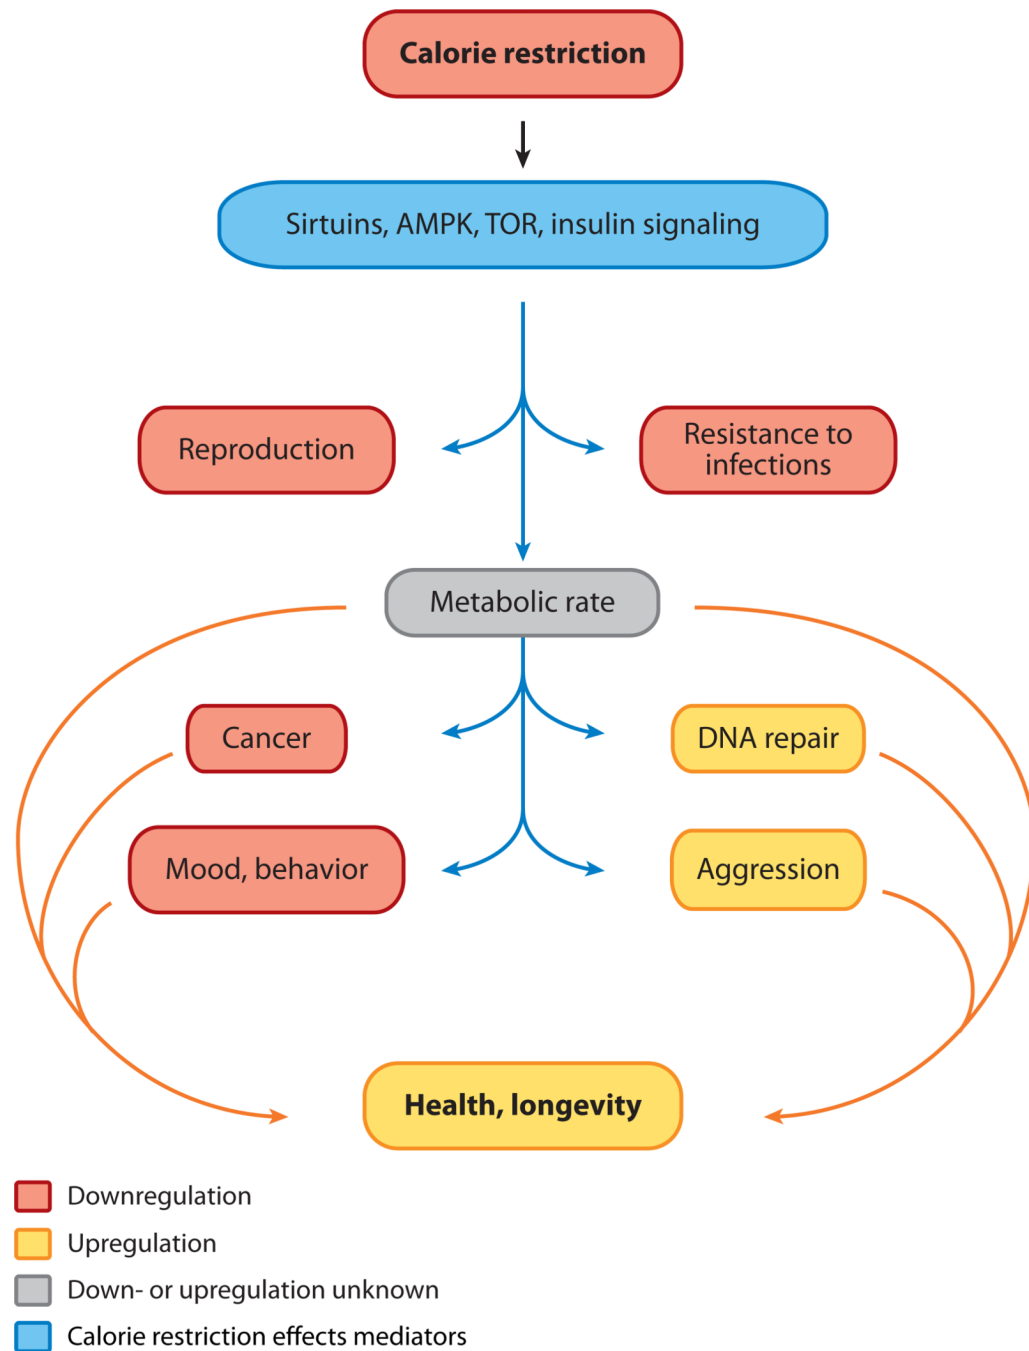 Calorie restriction
Sirtuins, AMPK, TOR, insulin signaling
Reproduction
Resistance to
infections
Metabolic rate
Cancer
DNA repair
Mood, behavior
Aggression
Health, longevity
Downregulation
Upregulation
Down- or upregulation unknown
Calorie restriction effects mediators